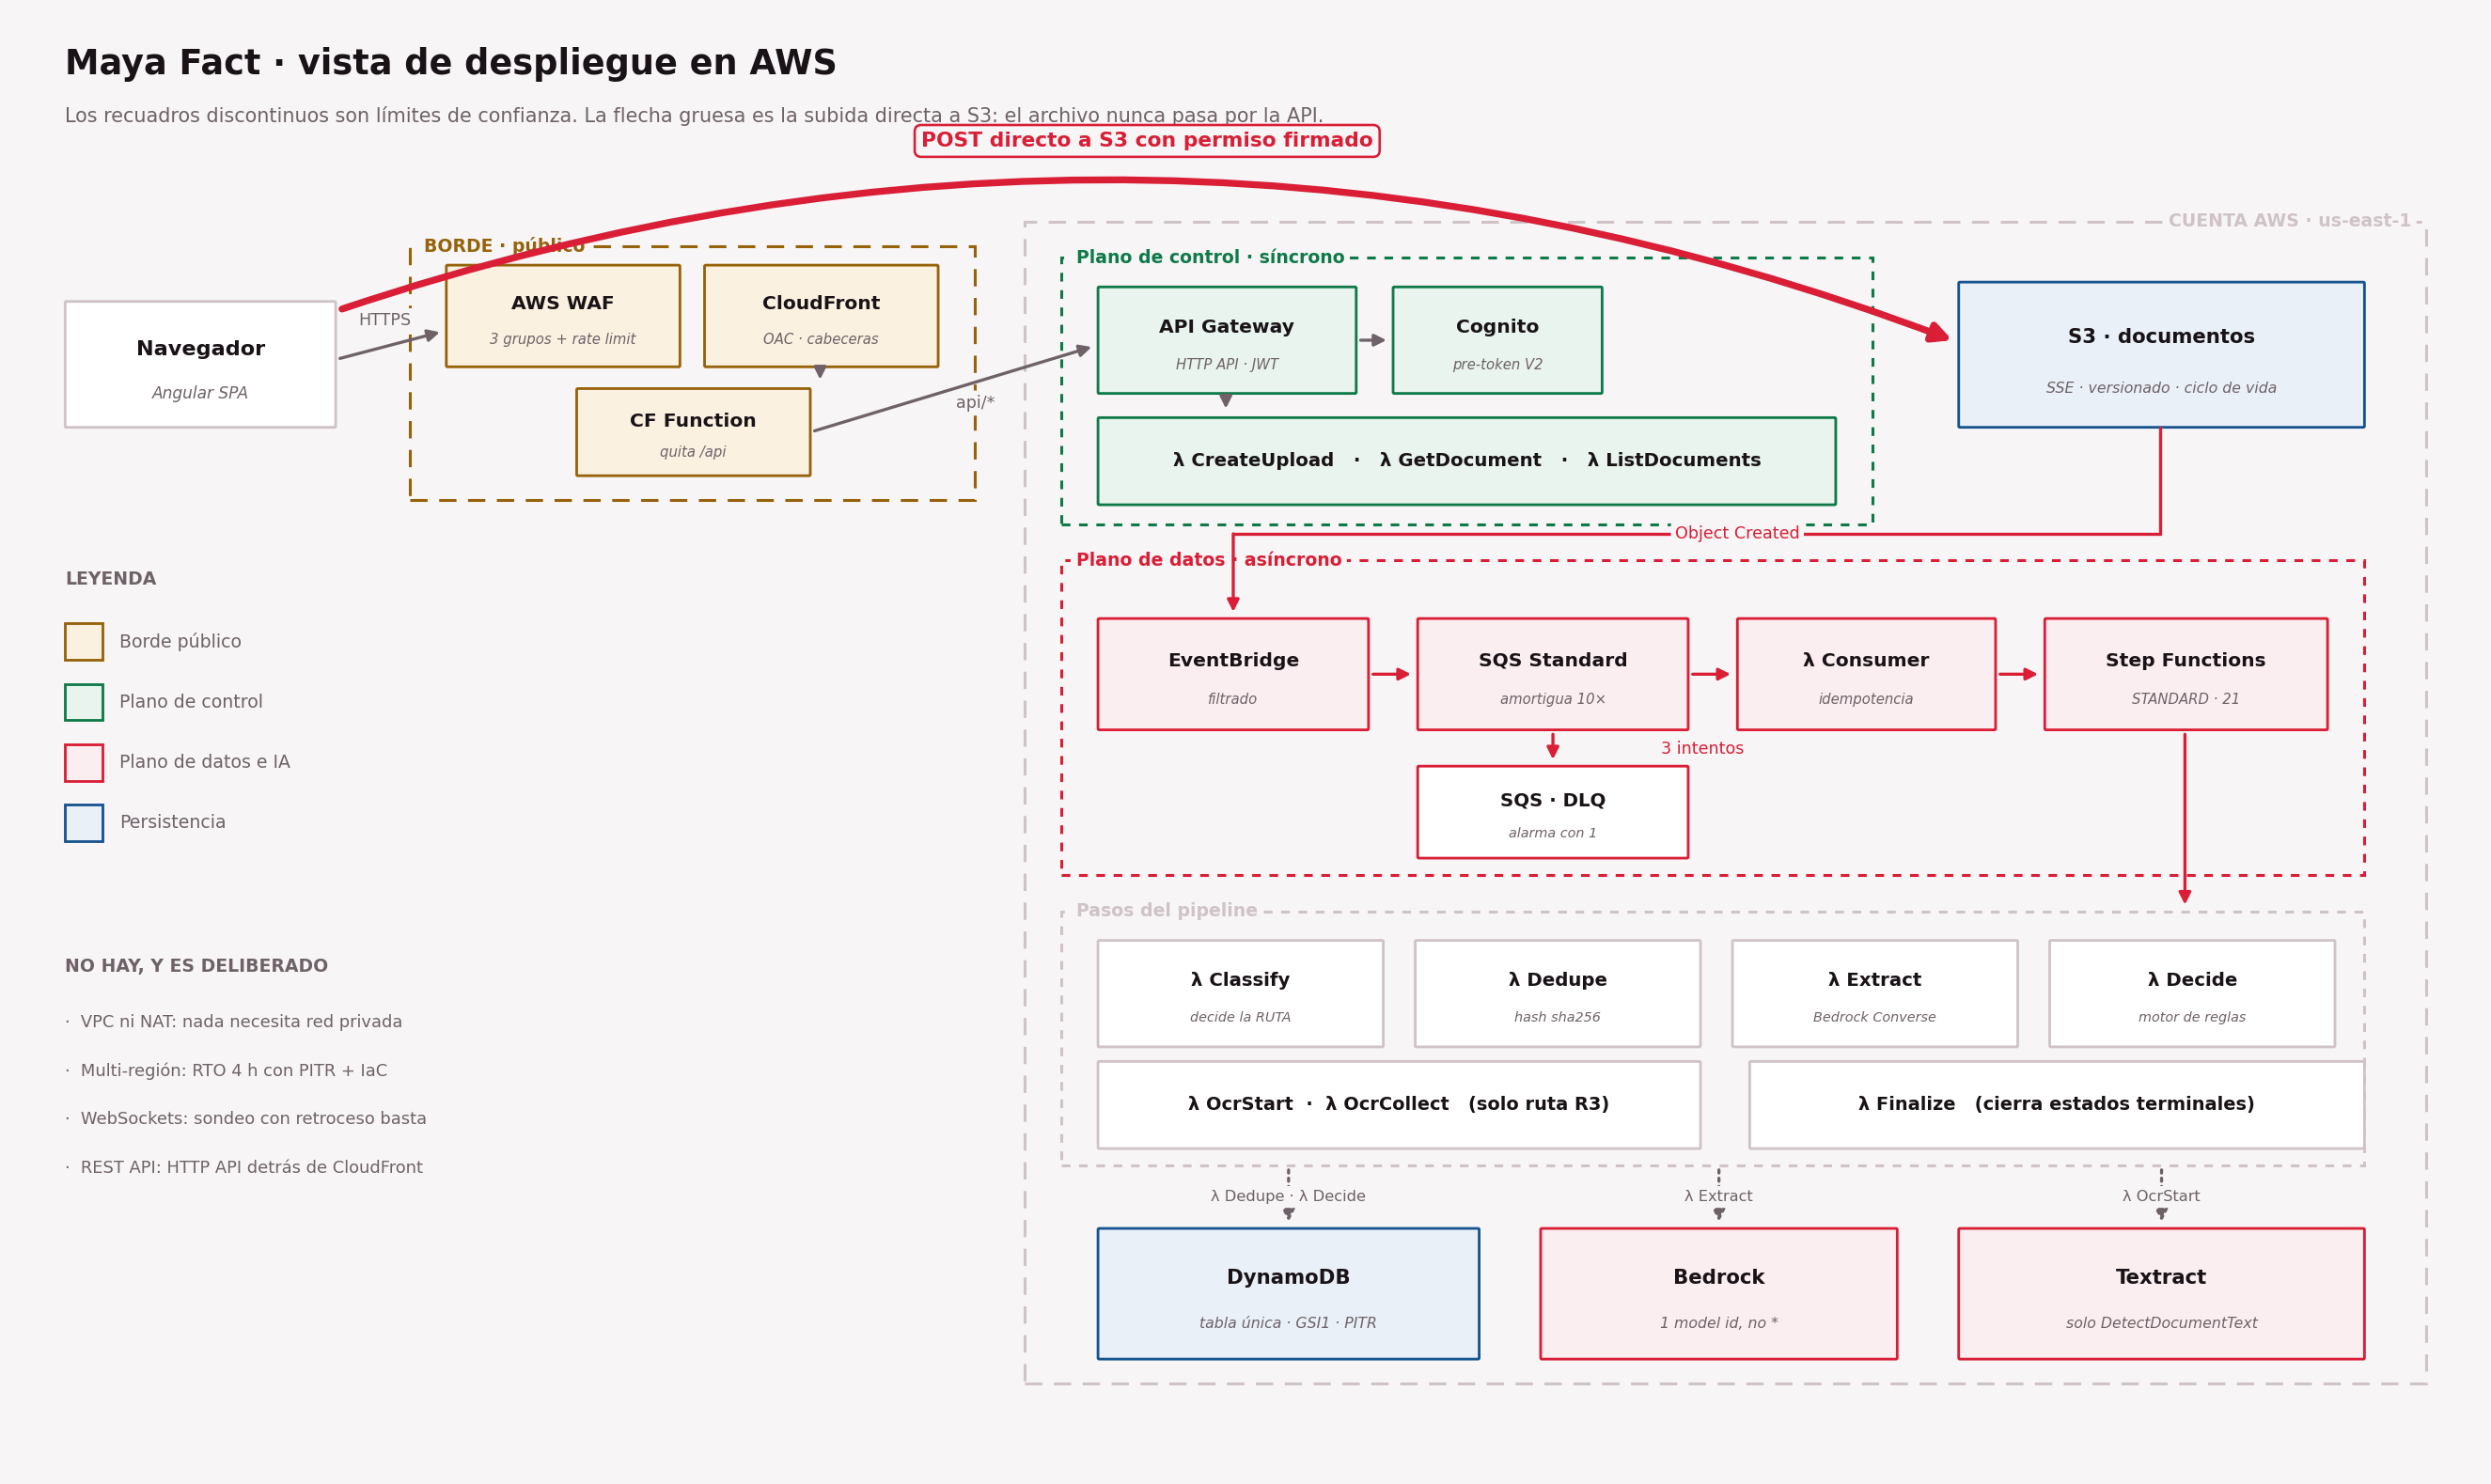 Maya Fact · vista de despliegue en AWS
Los recuadros discontinuos son límites de confianza. La flecha gruesa es la subida directa a S3: el archivo nunca pasa por la API.
POST directo a S3 con permiso firmado
CUENTA AWS · us-east-1
BORDE · público
AWS WAF
3 grupos + rate limit
CloudFront
OAC · cabeceras
CF Function
quita /api
Navegador
Angular SPA
HTTPS
api/*
Plano de control · síncrono
API Gateway
HTTP API · JWT
Cognito
pre-token V2
λ CreateUpload · λ GetDocument · λ ListDocuments
S3 · documentos
SSE · versionado · ciclo de vida
Object Created
Plano de datos · asíncrono
EventBridge
filtrado
SQS Standard
amortigua 10×
λ Consumer
idempotencia
Step Functions
STANDARD · 21
3 intentos
SQS · DLQ
alarma con 1
LEYENDA
Borde público
Plano de control
Plano de datos e IA
Persistencia
NO HAY, Y ES DELIBERADO
· VPC ni NAT: nada necesita red privada
· Multi-región: RTO 4 h con PITR + IaC
· WebSockets: sondeo con retroceso basta
· REST API: HTTP API detrás de CloudFront
Pasos del pipeline
λ Classify
decide la RUTA
λ Dedupe
hash sha256
λ Extract
Bedrock Converse
λ Decide
motor de reglas
λ OcrStart · λ OcrCollect (solo ruta R3)
λ Finalize (cierra estados terminales)
λ Dedupe · λ Decide
λ Extract
λ OcrStart
DynamoDB
tabla única · GSI1 · PITR
Bedrock
1 model id, no *
Textract
solo DetectDocumentText